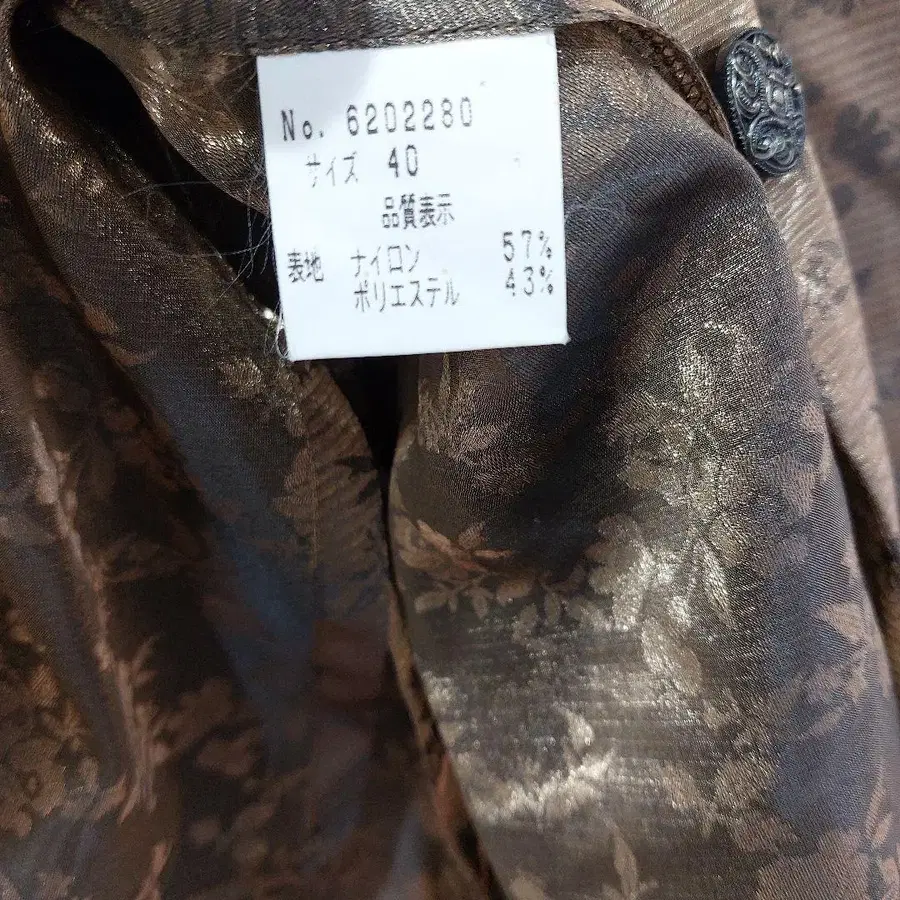 No. 6202280
サイズ 40
品質表示
表地 ナイロン 57%
ポリエステル 43%